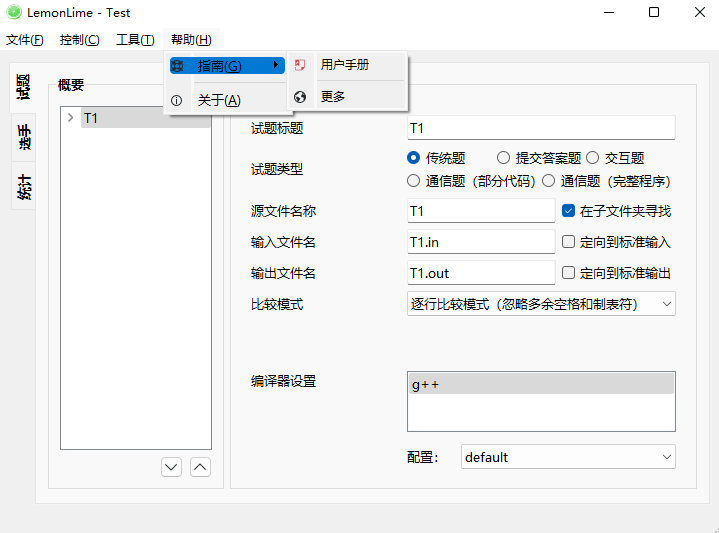 LemonLime - Test
文件(F) 控制(C) 工具(T) 帮助(H)
指南(G)
关于(A)
用户手册
更多
试题
选手
统计
概要
T1
试题标题 T1
试题类型 传统题 提交答案题 交互题
通信题（部分代码） 通信题（完整程序）
源文件名称 T1 在子文件夹寻找
输入文件名 T1.in 定向到标准输入
输出文件名 T1.out 定向到标准输出
比较模式 逐行比较模式（忽略多余空格和制表符）
编译器设置 g++
配置： default